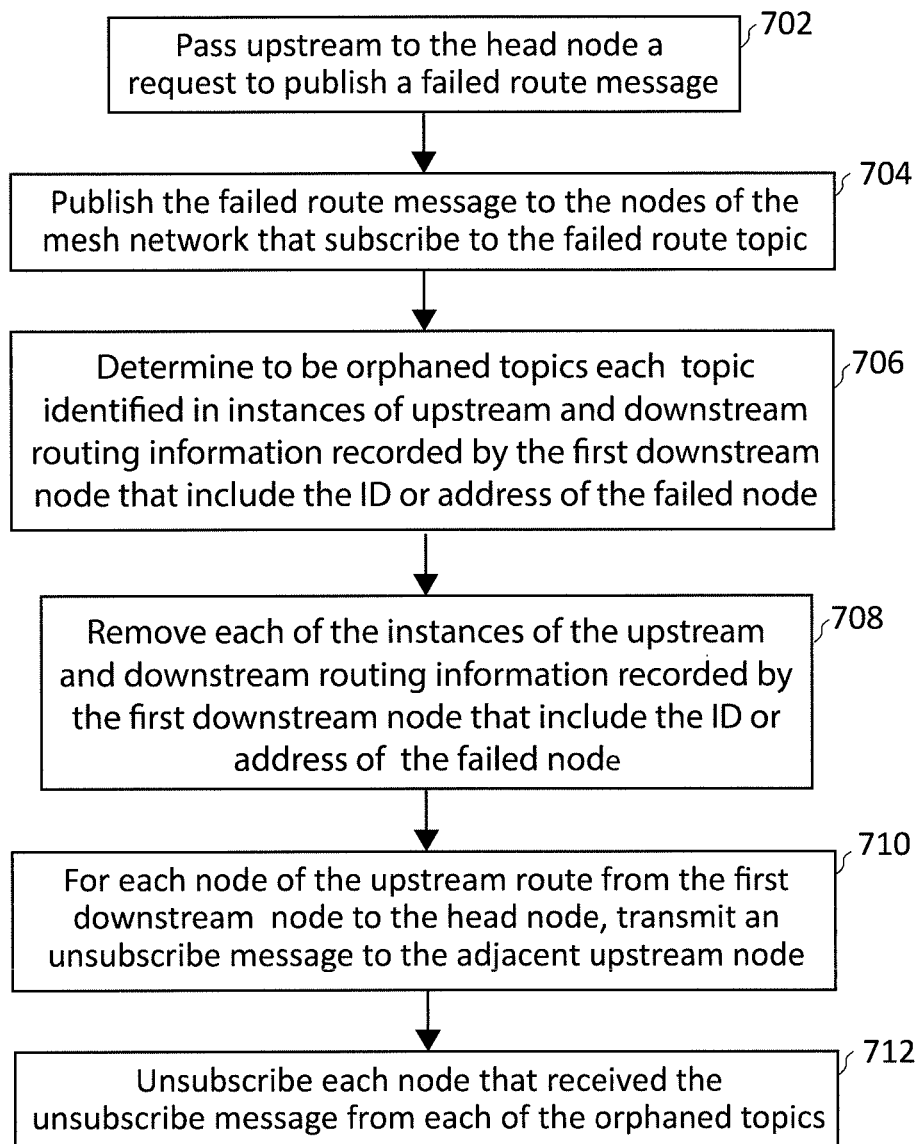 702
Pass upstream to the head node a
request to publish a failed route message
704
Publish the failed route message to the nodes of the
mesh network that subscribe to the failed route topic
706
Determine to be orphaned topics each topic
identified in instances of upstream and downstream
routing information recorded by the first downstream
node that include the ID or address of the failed node
708
Remove each of the instances of the upstream
and downstream routing information recorded by
the first downstream node that include the ID or
address of the failed node
710
For each node of the upstream route from the first
downstream node to the head node, transmit an
unsubscribe message to the adjacent upstream node
712
Unsubscribe each node that received the
unsubscribe message from each of the orphaned topics